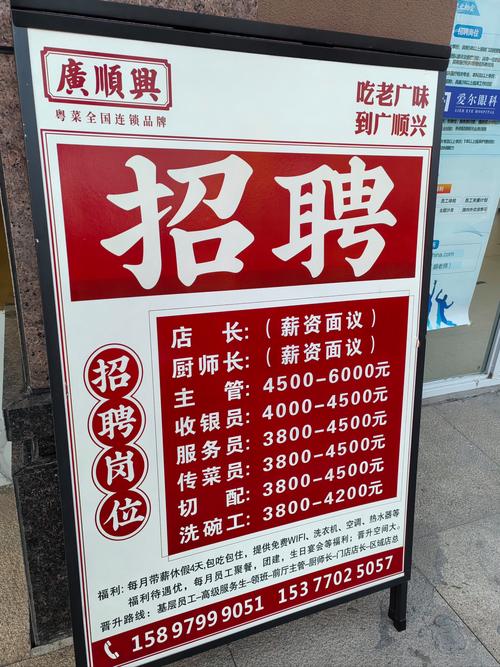 廣順興
粤菜全国连锁品牌
吃老广味
到广顺兴
招聘
招聘岗位
店长:(薪资面议)
厨师长:(薪资面议)
主管:4500-6000元
收银员:4000-4500元
服务员:3800-4500元
传菜员:3800-4500元
切配:3800-4500元
洗碗工:3800-4200元
福利:每月带薪休假4天,包吃包住,提供免费WIFI、洗衣机、空调、热水器等
福利待遇优,每月员工聚餐,团建,生日宴会等福利;晋升空间大。
晋升路线:基层员工-高级服务生-领班-前厅主管-厨师长-门店店长-区域店总
15897999051 15377025057
招聘岗位
爱尔眼科